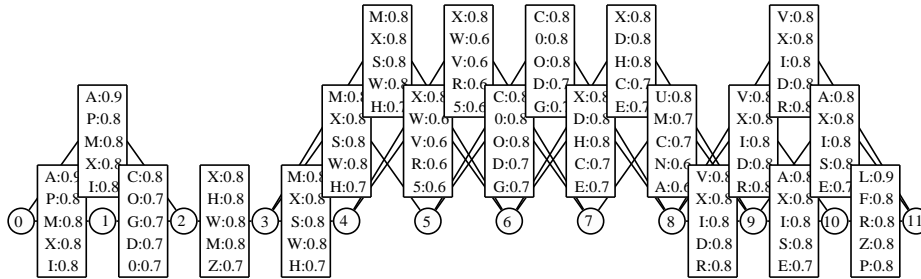 M:0.8
X:0.8
S:0.8
W:0.8
H:0.7
X:0.8
W:0.6
V:0.6
R:0.6
5:0.6
C:0.8
0:0.8
O:0.8
D:0.7
G:0.7
X:0.8
D:0.8
H:0.8
C:0.7
E:0.7
V:0.8
X:0.8
I:0.8
D:0.8
R:0.8
A:0.9
P:0.8
M:0.8
X:0.8
I:0.8
M:0.8
X:0.8
S:0.8
W:0.8
H:0.7
X:0.8
W:0.6
V:0.6
R:0.6
5:0.6
C:0.8
0:0.8
O:0.8
D:0.7
G:0.7
X:0.8
D:0.8
H:0.8
C:0.7
E:0.7
U:0.8
M:0.7
C:0.7
N:0.6
A:0.6
V:0.8
X:0.8
I:0.8
D:0.8
R:0.8
A:0.8
X:0.8
I:0.8
S:0.8
E:0.7
A:0.9
P:0.8
M:0.8
X:0.8
I:0.8
C:0.8
O:0.7
G:0.7
D:0.7
0:0.7
X:0.8
H:0.8
W:0.8
M:0.8
Z:0.7
M:0.8
X:0.8
S:0.8
W:0.8
H:0.7
V:0.8
X:0.8
I:0.8
D:0.8
R:0.8
A:0.8
X:0.8
I:0.8
S:0.8
E:0.7
L:0.9
F:0.8
R:0.8
Z:0.8
P:0.8
0 1 2 3 4 5 6 7 8 9 10 11